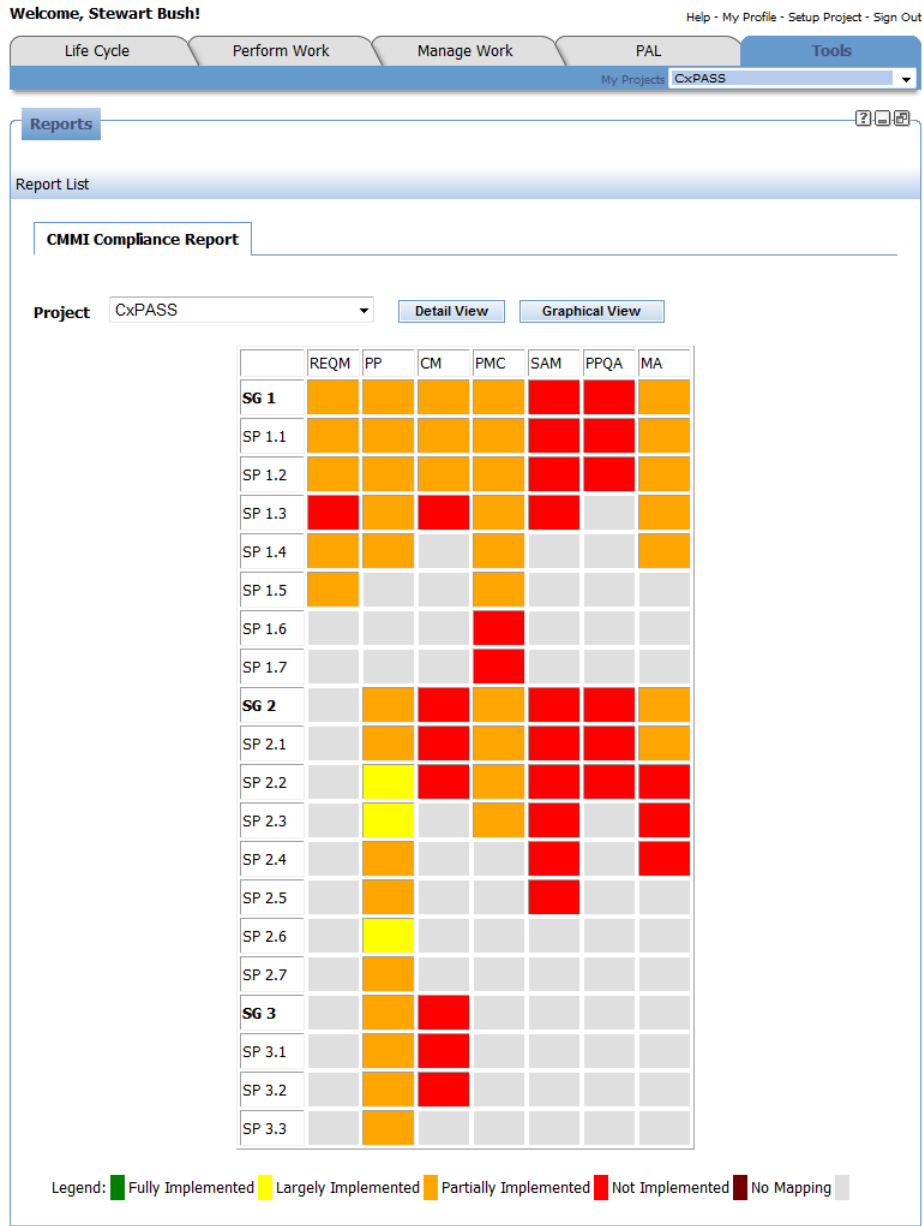 Welcome, Stewart Bush!
Help - My Profile - Setup Project - Sign Out
Life Cycle Perform Work Manage Work PAL Tools
My Projects CxPASS
Reports
Report List
CMMI Compliance Report
Project CxPASS Detail View Graphical View
REQM PP CM PMC SAM PPQA MA
SG 1
SP 1.1
SP 1.2
SP 1.3
SP 1.4
SP 1.5
SP 1.6
SP 1.7
SG 2
SP 2.1
SP 2.2
SP 2.3
SP 2.4
SP 2.5
SP 2.6
SP 2.7
SG 3
SP 3.1
SP 3.2
SP 3.3
Legend: Fully Implemented Largely Implemented Partially Implemented Not Implemented No Mapping